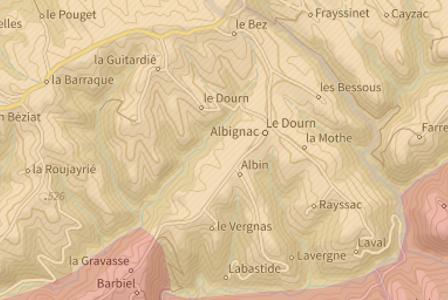 le Pouget
Frayssinet
Cayzac
elles
le Bez
la Guitardié
la Barraque
les Bessous
le Dourn
n Béziat
Le Dourn
Albignac
Farre
la Mothe
Albin
la Roujayrié
526
Rayssac
le Vergnas
Laval
Lavergne
la Gravasse
Labastide
Barbiel